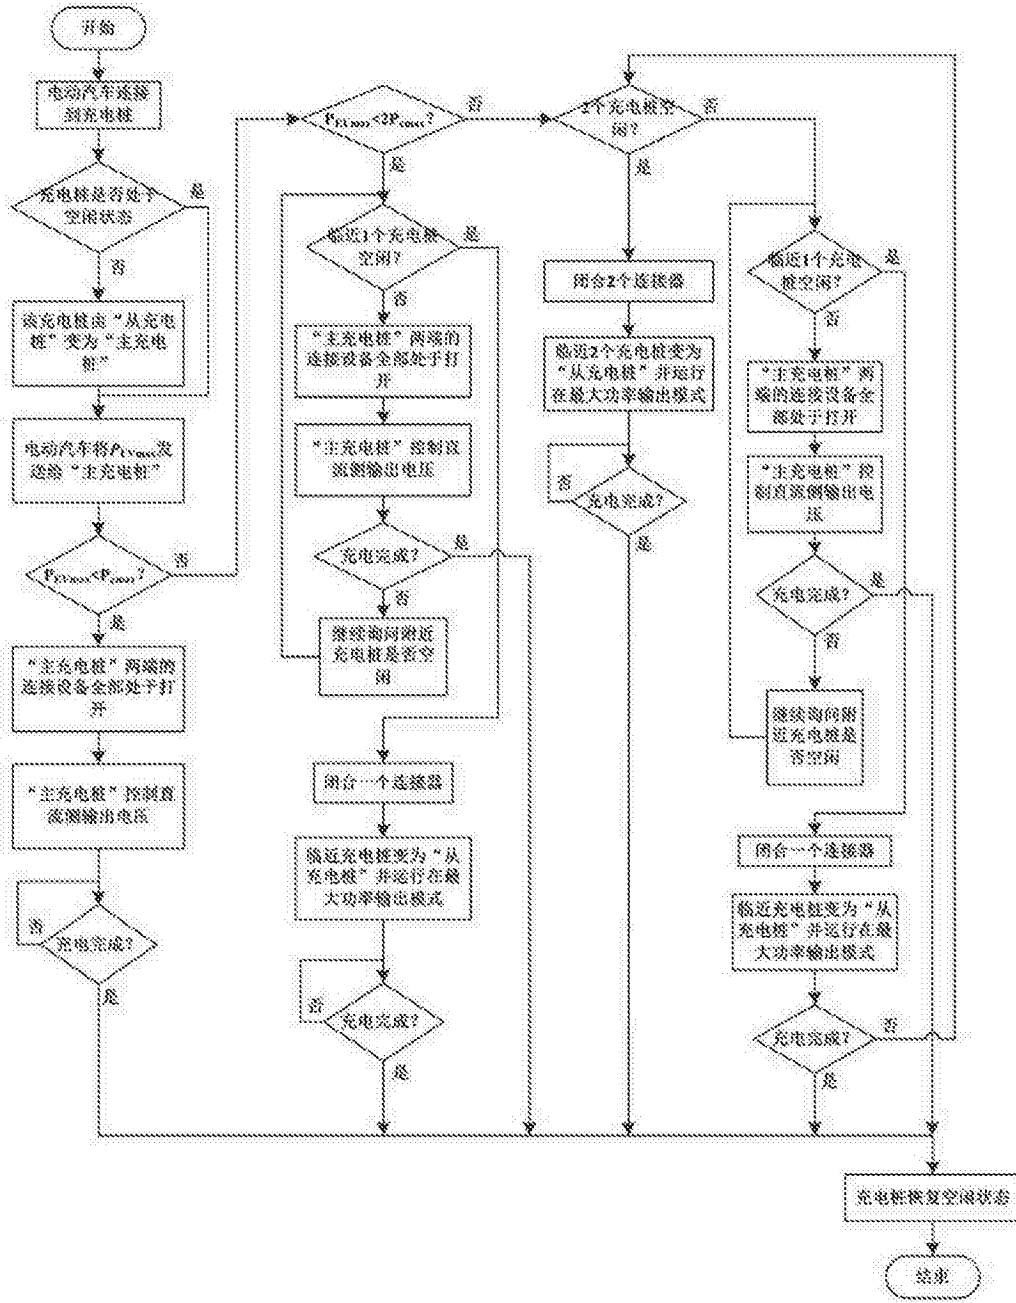 开始
电动汽车连接
到充电桩
充电桩是否处于
空闲状态
是
否
该充电桩由“从充电
桩”变为“主充电
桩”
电动汽车将PEVmax发
送给“主充电桩”
PEVmax<Pcmax?
否
是
“主充电桩”两端的
连接设备全部处于打
开
“主充电桩”控制直
流侧输出电压
否
充电完成?
是
PEVmax<2Pcmax?
否
是
临近1个充电桩
空闲?
是
否
“主充电桩”两端的
连接设备全部处于打
开
“主充电桩”控制直
流侧输出电压
充电完成?
是
否
继续询问附近
充电桩是否空
闲
闭合一个连接器
临近充电桩变为“从
充电桩”并运行在最
大功率输出模式
否
充电完成?
是
2个充电桩空
闲?
否
是
闭合2个连接器
临近2个充电桩变为
“从充电桩”并运行
在最大功率输出模式
否
充电完成?
是
临近1个充电
桩空闲?
是
否
“主充电桩”两
端的连接设备全
部处于打开
“主充电桩”控
制直流侧输出电
压
充电完成?
是
否
继续询问附
近充电桩是
否空闲
闭合一个连接器
临近充电桩变为“从
充电桩”并运行在最
大功率输出模式
充电完成?
否
是
充电桩恢复空闲状态
结束